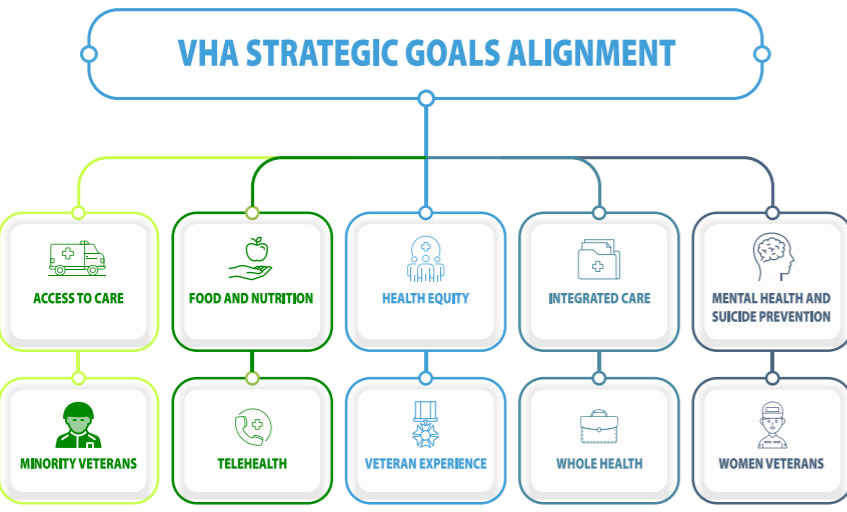 VHA STRATEGIC GOALS ALIGNMENT
ACCESS TO CARE
FOOD AND NUTRITION
HEALTH EQUITY
INTEGRATED CARE
MENTAL HEALTH AND
SUICIDE PREVENTION
MINORITY VETERANS
TELEHEALTH
VETERAN EXPERIENCE
WHOLE HEALTH
WOMEN VETERANS